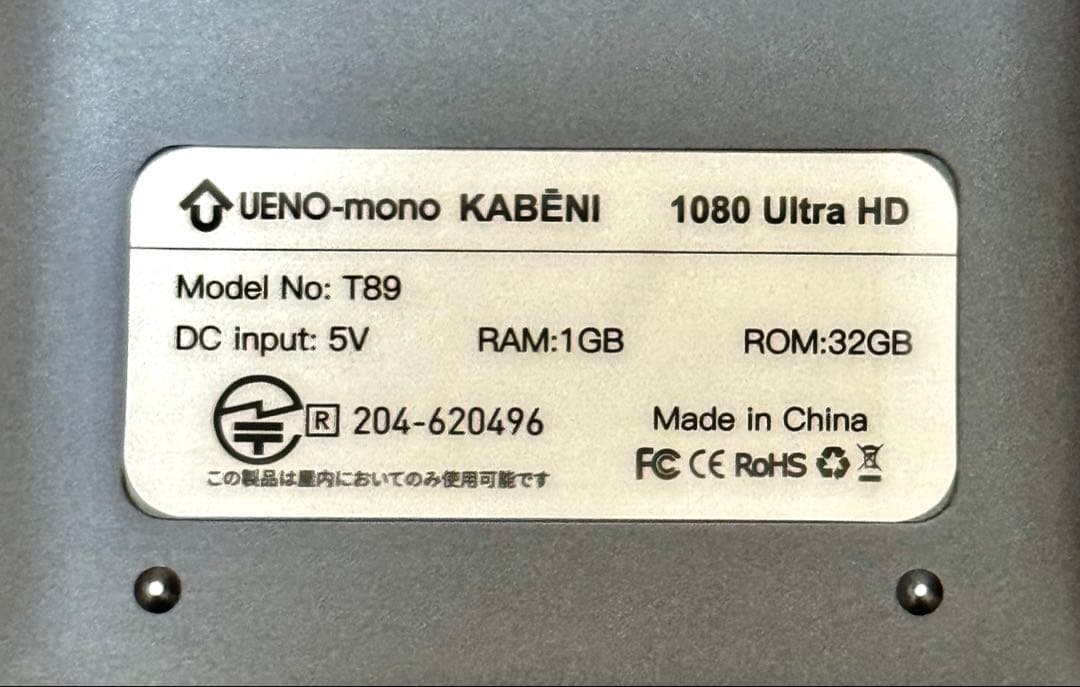 UENO-mono KABĒNI 1080 Ultra HD
Model No: T89
DC input: 5V RAM:1GB ROM:32GB
R 204-620496 Made in China
この製品は屋内においてのみ使用可能です FC CE RoHS